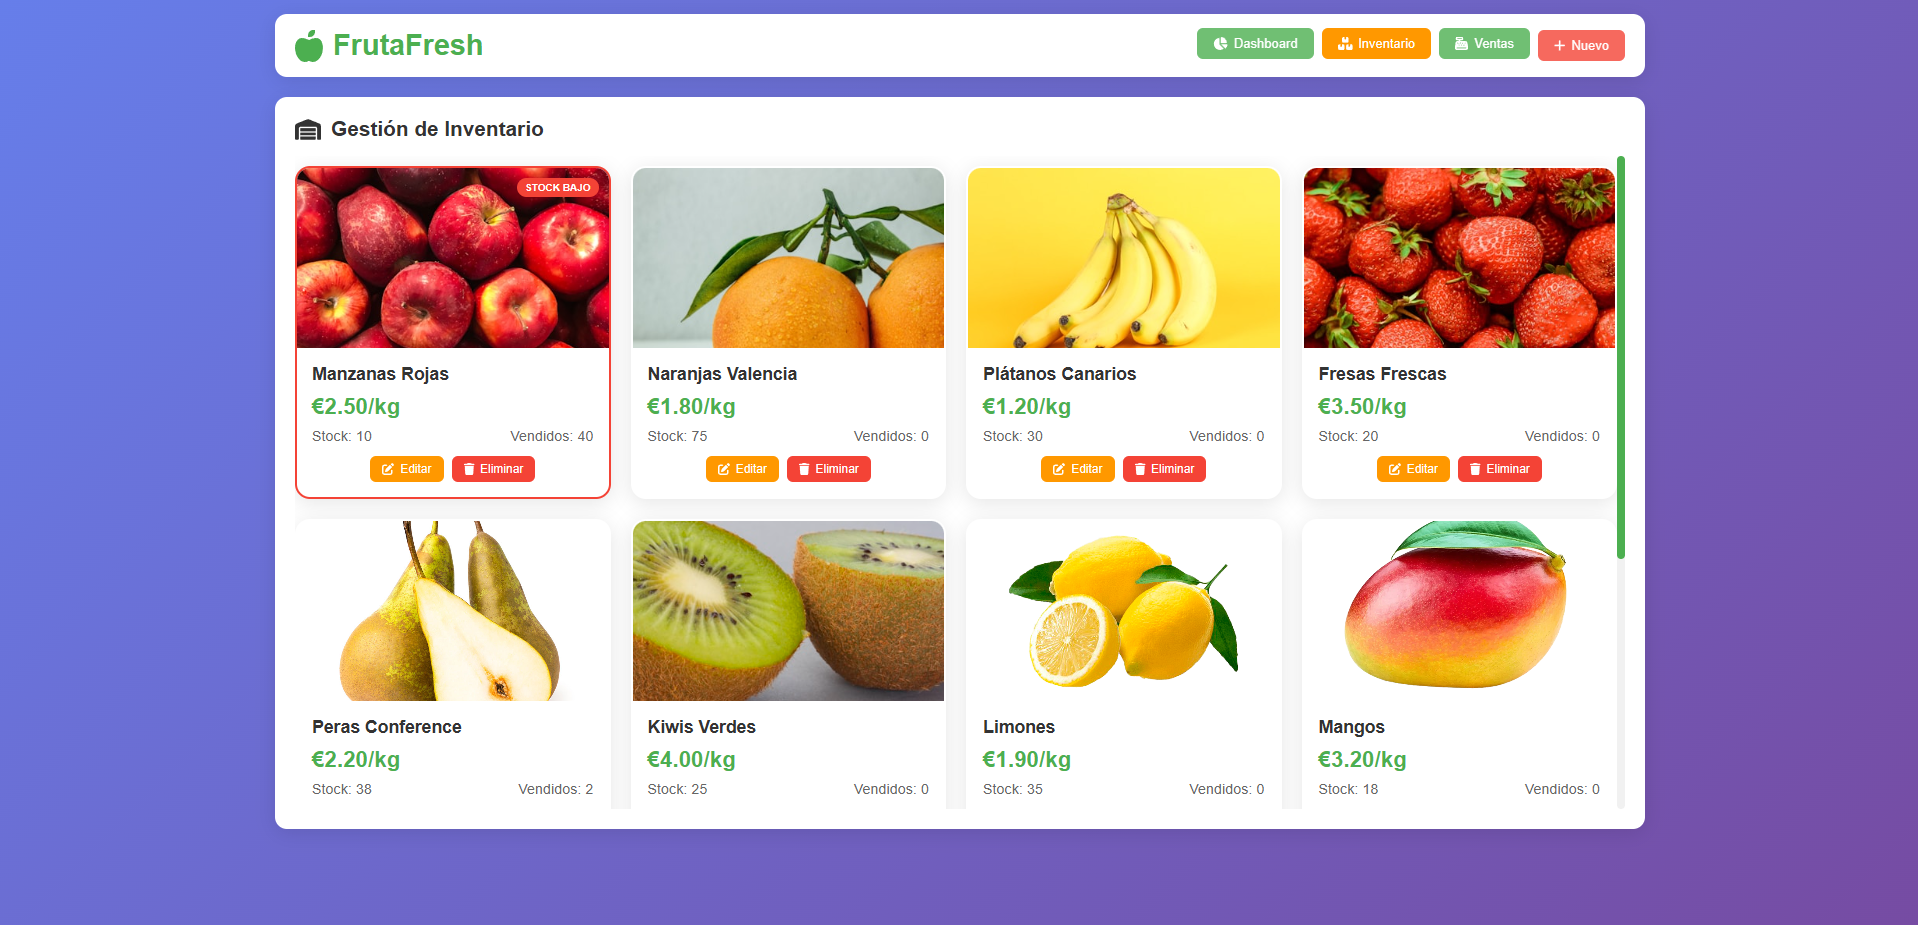 FrutaFresh
Dashboard
Inventario
Ventas
Nuevo
Gestión de Inventario
STOCK BAJO
Manzanas Rojas
€2.50/kg
Stock: 10 Vendidos: 40
Editar Eliminar
Naranjas Valencia
€1.80/kg
Stock: 75 Vendidos: 0
Editar Eliminar
Plátanos Canarios
€1.20/kg
Stock: 30 Vendidos: 0
Editar Eliminar
Fresas Frescas
€3.50/kg
Stock: 20 Vendidos: 0
Editar Eliminar
Peras Conference
€2.20/kg
Stock: 38 Vendidos: 2
Kiwis Verdes
€4.00/kg
Stock: 25 Vendidos: 0
Limones
€1.90/kg
Stock: 35 Vendidos: 0
Mangos
€3.20/kg
Stock: 18 Vendidos: 0